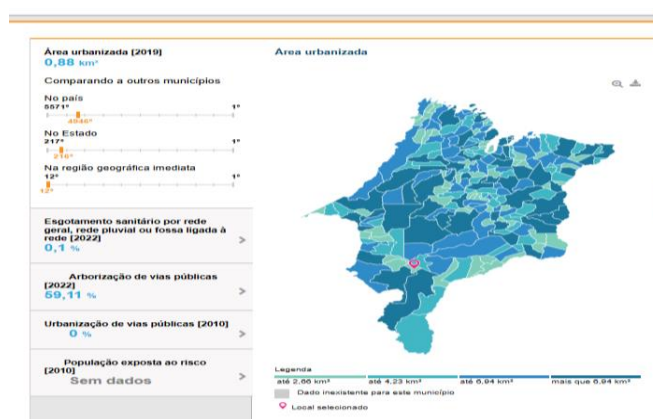 Área urbanizada [2019]
0,88 km²
Comparando a outros municípios
No país
5571º 1º
4846º
No Estado
217º 1º
216º
Na região geográfica imediata
12º 1º
12º
Esgotamento sanitário por rede
geral, rede pluvial ou fossa ligada à
rede [2022]
0,1 %
Arborização de vias públicas
[2022]
59,11 %
Urbanização de vias públicas [2010]
0 %
População exposta ao risco
[2010]
Sem dados
Área urbanizada
Legenda
até 2,66 km² até 4,23 km² até 6,94 km² mais que 6,94 km²
Dado inexistente para este município
Local selecionado